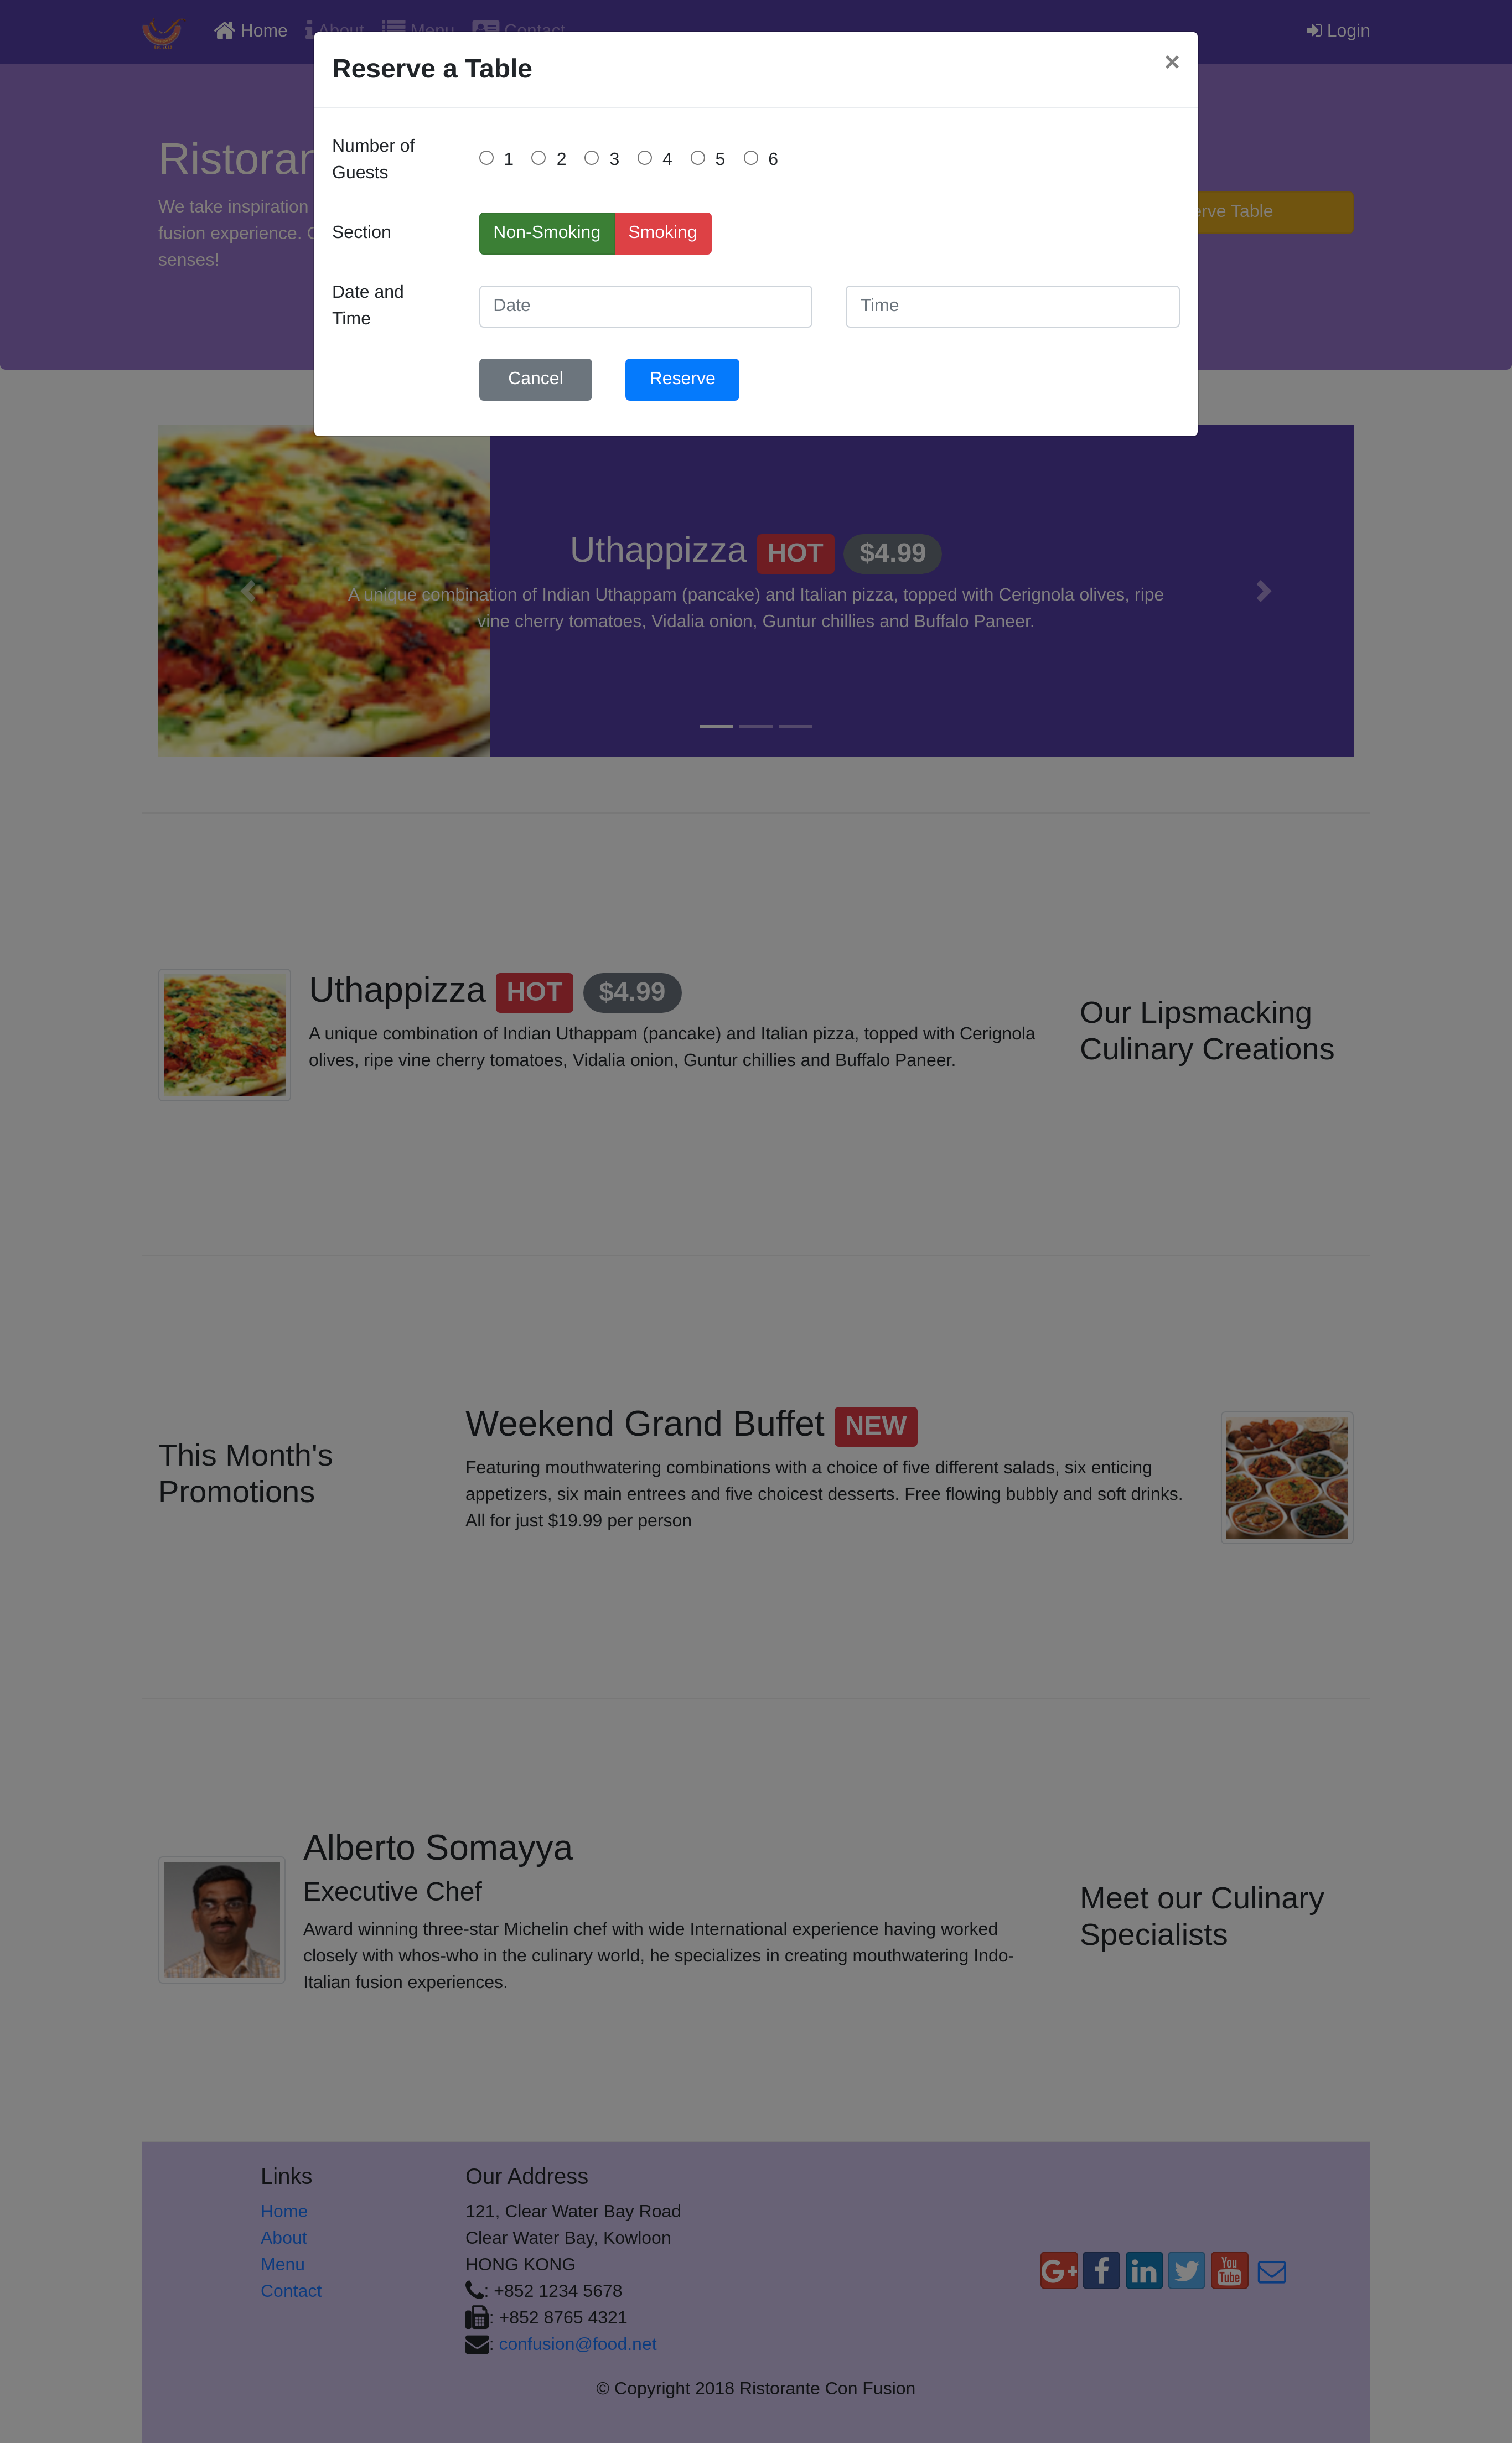 Home About Menu Contact Login
Reserve a Table ×
Number of
Guests
1 2 3 4 5 6
Section Non-Smoking Smoking
Date and
Time
Date Time
Cancel Reserve
We take inspiration
fusion experience.
senses!
Table
Uthappizza HOT $4.99
A unique combination of Indian Uthappam (pancake) and Italian pizza, topped with Cerignola olives, ripe
vine cherry tomatoes, Vidalia onion, Guntur chillies and Buffalo Paneer.
Uthappizza HOT $4.99
A unique combination of Indian Uthappam (pancake) and Italian pizza, topped with Cerignola
olives, ripe vine cherry tomatoes, Vidalia onion, Guntur chillies and Buffalo Paneer.
Our Lipsmacking
Culinary Creations
This Month's
Promotions
Weekend Grand Buffet NEW
Featuring mouthwatering combinations with a choice of five different salads, six enticing
appetizers, six main entrees and five choicest desserts. Free flowing bubbly and soft drinks.
All for just $19.99 per person
Alberto Somayya
Executive Chef
Award winning three-star Michelin chef with wide International experience having worked
closely with whos-who in the culinary world, he specializes in creating mouthwatering Indo-
Italian fusion experiences.
Meet our Culinary
Specialists
Links
Home
About
Menu
Contact
Our Address
121, Clear Water Bay Road
Clear Water Bay, Kowloon
HONG KONG
: +852 1234 5678
: +852 8765 4321
: confusion@food.net
G+ f in You
Tube
© Copyright 2018 Ristorante Con Fusion